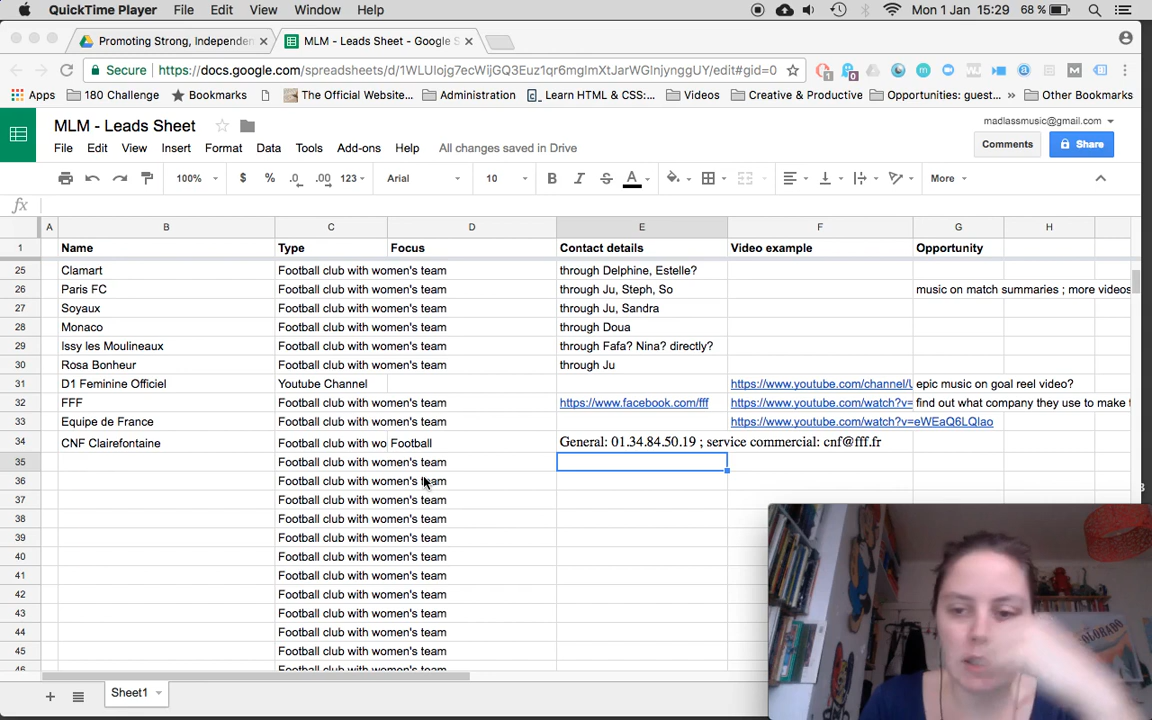 QuickTime Player File Edit View Window Help Mon 1 Jan 15:29 68 %
Promoting Strong, Independen × MLM - Leads Sheet - Google S ×
Secure https://docs.google.com/spreadsheets/d/1WLUlojg7ecWijGQ3Euz1qr6mglmXtJarWGlnjynggUY/edit#gid=0
Apps 180 Challenge Bookmarks The Official Website... Administration Learn HTML & CSS:... Videos Creative & Productive Opportunities: guest... » Other Bookmarks
MLM - Leads Sheet madlassmusic@gmail.com
File Edit View Insert Format Data Tools Add-ons Help All changes saved in Drive Comments Share
100% $ % .0 .00 123 Arial 10 B I S A More
fx
A B C D E F G H
1 Name Type Focus Contact details Video example Opportunity
25 Clamart Football club with women's team through Delphine, Estelle?
26 Paris FC Football club with women's team through Ju, Steph, So music on match summaries ; more videos
27 Soyaux Football club with women's team through Ju, Sandra
28 Monaco Football club with women's team through Doua
29 Issy les Moulineaux Football club with women's team through Fafa? Nina? directly?
30 Rosa Bonheur Football club with women's team through Ju
31 D1 Feminine Officiel Youtube Channel https://www.youtube.com/channel/U epic music on goal reel video?
32 FFF Football club with women's team https://www.facebook.com/fff https://www.youtube.com/watch?v= find out what company they use to make t
33 Equipe de France Football club with women's team https://www.youtube.com/watch?v=eWEaQ6LQIao
34 CNF Clairefontaine Football club with wo Football General: 01.34.84.50.19 ; service commercial: cnf@fff.fr
35 Football club with women's team
36 Football club with women's team
37 Football club with women's team
38 Football club with women's team
39 Football club with women's team
40 Football club with women's team
41 Football club with women's team
42 Football club with women's team
43 Football club with women's team
44 Football club with women's team
45 Football club with women's team
46 Football club with women's team
Sheet1
COLORADO